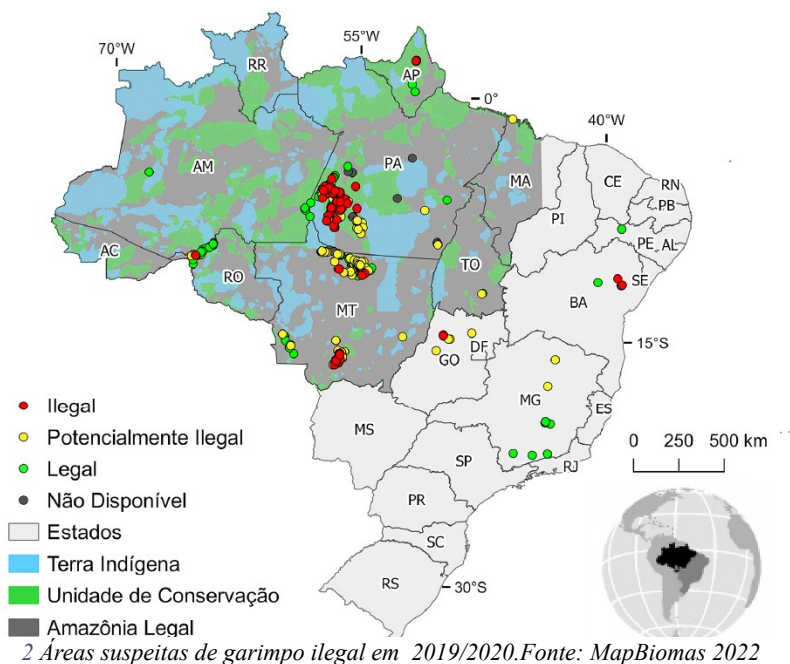 70°W
55°W
RR
AP
0°
40°W
AM
PA
MA
CE
RN
PB
PI
PE
AL
AC
RO
TO
SE
BA
MT
15°S
DF
GO
MG
ES
MS
SP
RJ
PR
SC
RS
30°S
0 250 500 km
Ilegal
Potencialmente Ilegal
Legal
Não Disponível
Estados
Terra Indígena
Unidade de Conservação
Amazônia Legal
2 Áreas suspeitas de garimpo ilegal em 2019/2020.Fonte: MapBiomas 2022